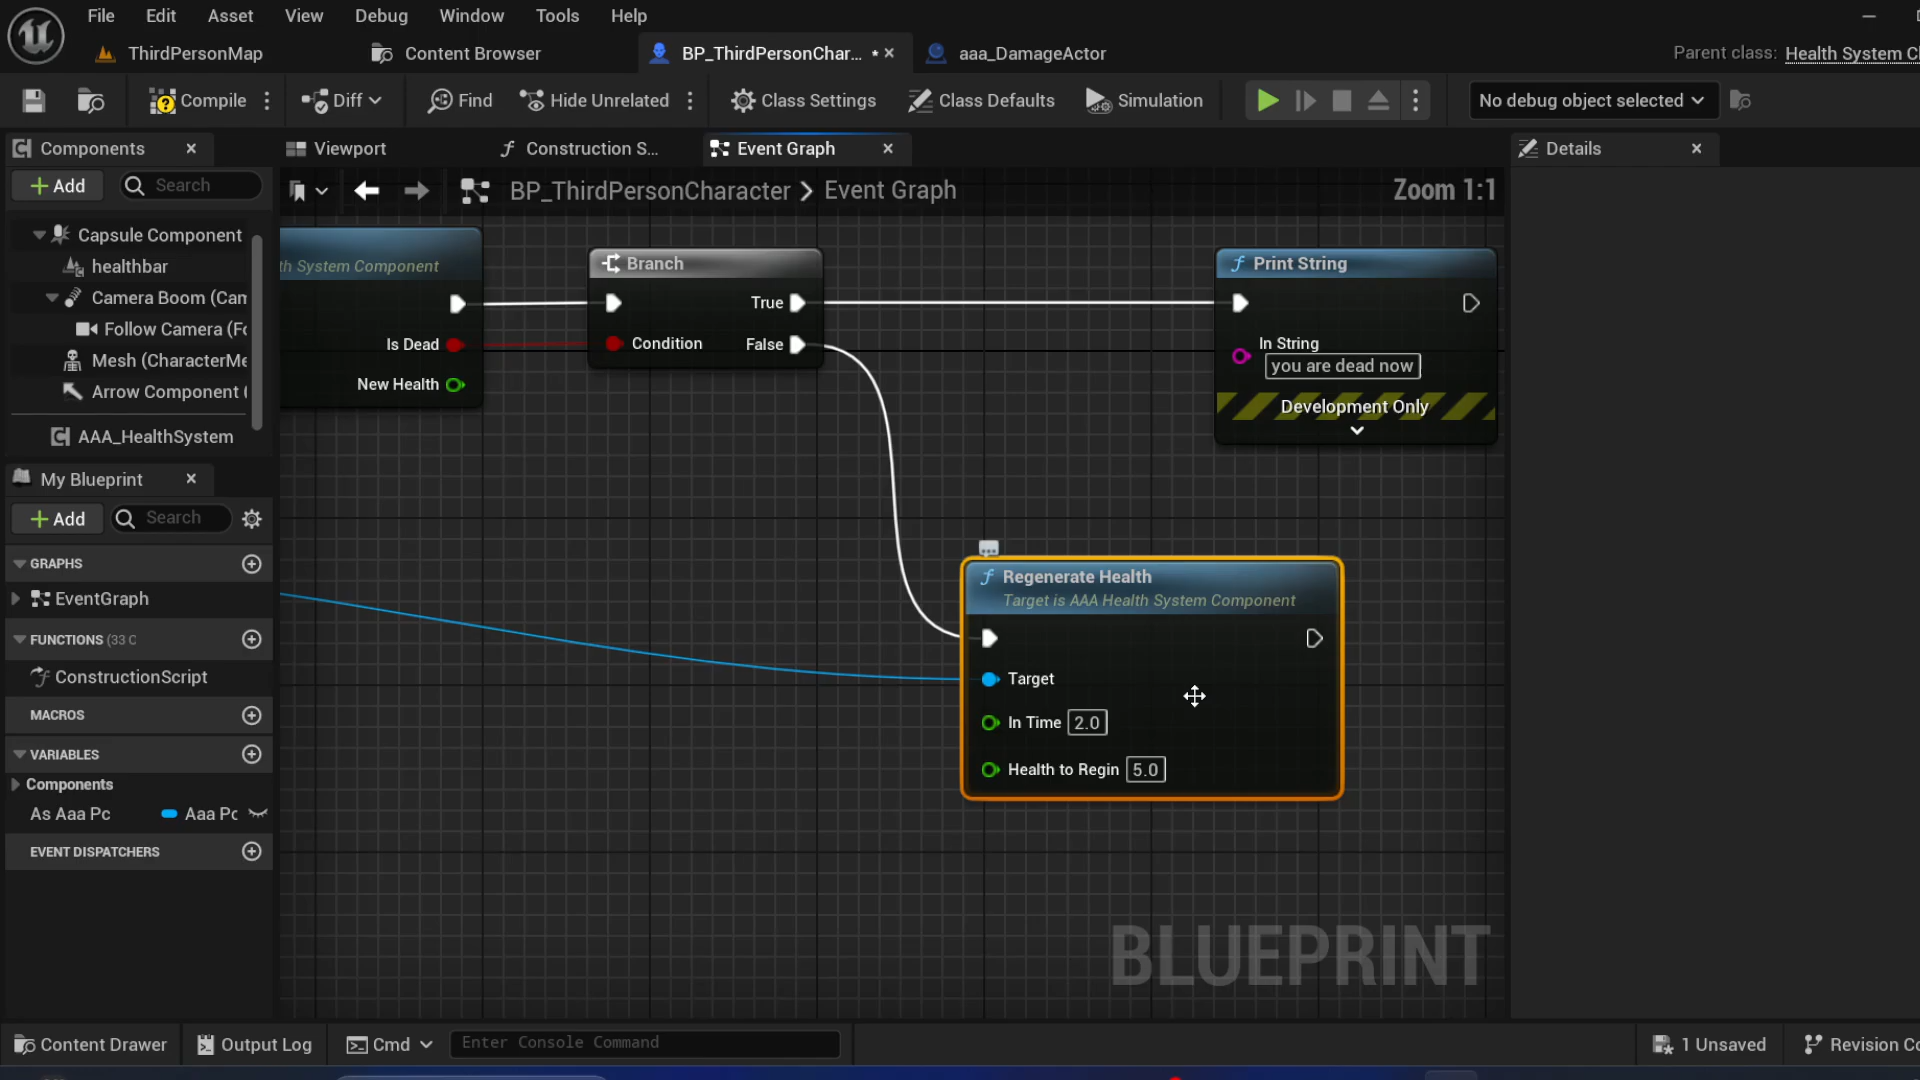 File Edit Asset View Debug Window Tools Help
ThirdPersonMap Content Browser BP_ThirdPersonChar... aaa_DamageActor Parent class: Health System Cl
Compile Diff Find Hide Unrelated Class Settings Class Defaults Simulation No debug object selected
Components Viewport Construction S... Event Graph Details
+ Add Search BP_ThirdPersonCharacter > Event Graph Zoom 1:1
Capsule Component
healthbar
Camera Boom (Cam
Follow Camera (Fo
Mesh (CharacterMe
Arrow Component (
AAA_HealthSystem
My Blueprint
+ Add Search
GRAPHS
EventGraph
FUNCTIONS (33 O
ConstructionScript
MACROS
VARIABLES
Components
As Aaa Pc Aaa Pc
EVENT DISPATCHERS
th System Component
Is Dead
New Health
Branch
True
Condition False
f Print String
In String
you are dead now
Development Only
f Regenerate Health
Target is AAA Health System Component
Target
In Time 2.0
Health to Regin 5.0
BLUEPRINT
Content Drawer Output Log Cmd Enter Console Command 1 Unsaved Revision Co